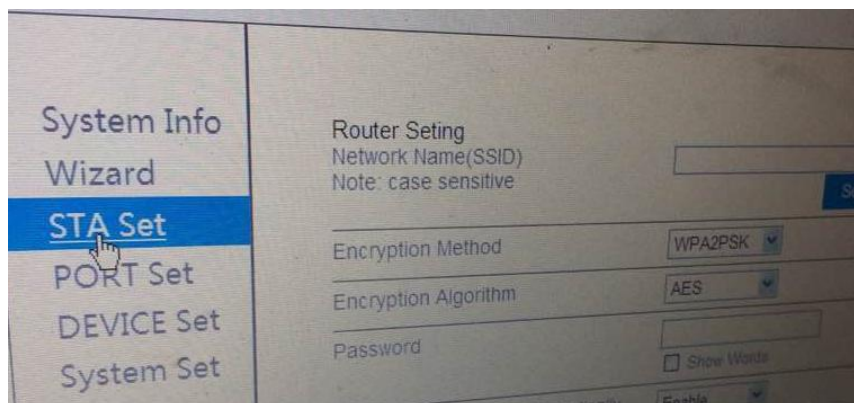 System Info
Wizard
STA Set
PORT Set
DEVICE Set
System Set
Router Seting
Network Name(SSID)
Note: case sensitive
Encryption Method
WPA2PSK
Encryption Algorithm
AES
Password
Show Words
Enable